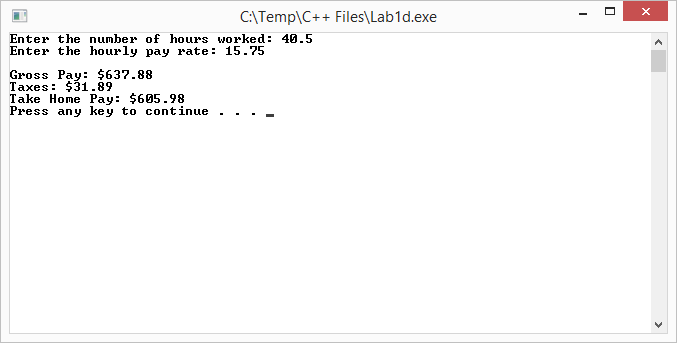 C:\Temp\C++ Files\Lab1d.exe
Enter the number of hours worked: 40.5
Enter the hourly pay rate: 15.75
Gross Pay: $637.88
Taxes: $31.89
Take Home Pay: $605.98
Press any key to continue . . .